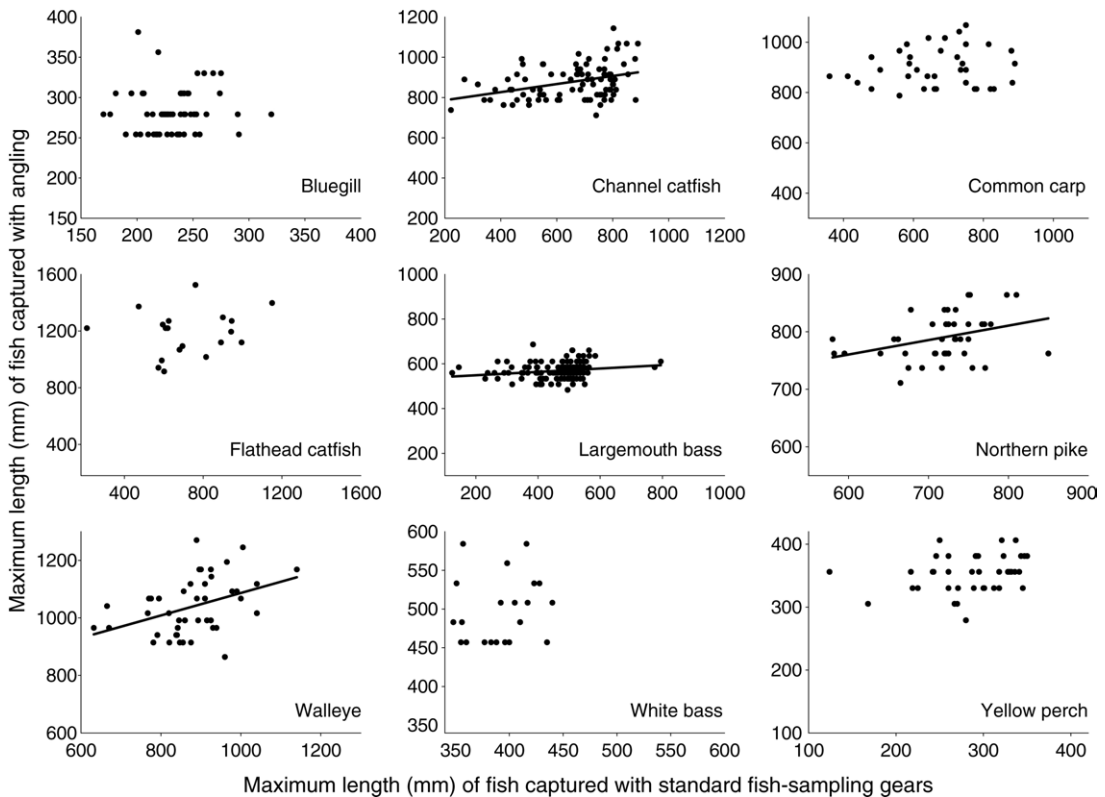 Maximum length (mm) of fish captured with angling
400
350
300
250
200
150
100 150 200 250 300 350 400
Bluegill
1200
1000
800
600
400
200
200 400 600 800 1000 1200
Channel catfish
1000
800
600
400
400 600 800 1000
Common carp
1600
1200
800
400
400 800 1200 1600
Flathead catfish
1000
800
600
400
200
0
0 200 400 600 800 1000
Largemouth bass
900
800
700
600
600 700 800 900
Northern pike
1200
1000
800
600
600 800 1000 1200
Walleye
600
550
500
450
400
350
350 400 450 500 550 600
White bass
400
300
200
100
100 200 300 400
Yellow perch
Maximum length (mm) of fish captured with standard fish-sampling gears